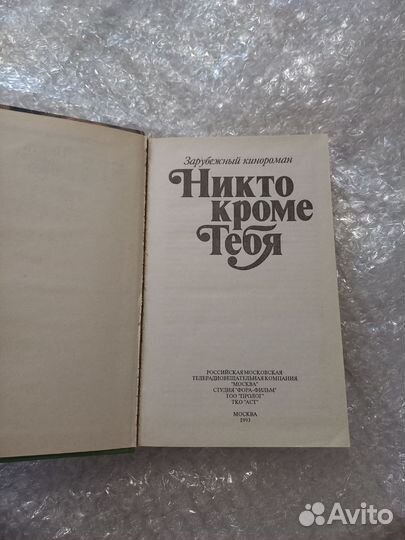 Зарубежный кинороман
Никто
кроме
Тебя
РОССИЙСКАЯ МОСКОВСКАЯ
ТЕЛЕРАДИОВЕЩАТЕЛЬНАЯ КОМПАНИЯ
"МОСКВА"
СТУДИЯ "ФОРА-ФИЛЬМ"
ТОО "ПРОЛОГ"
ТКО "АСТ"
МОСКВА
1993
Avito